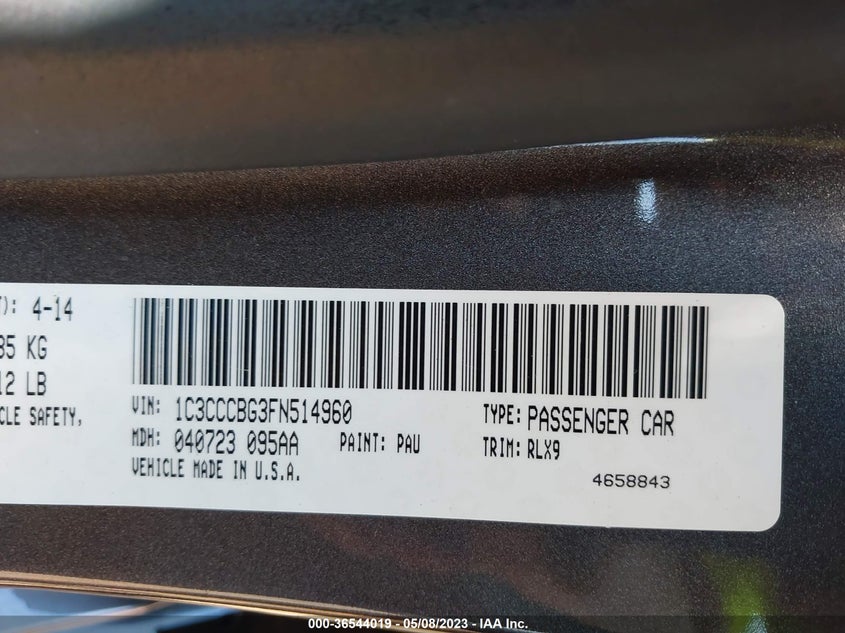 T): 4-14
85 KG
12 LB
CLE SAFETY,
VIN: 1C3CCCBG3FN514960
TYPE: PASSENGER CAR
MDH: 040723 095AA PAINT: PAU
TRIM: RLX9
VEHICLE MADE IN U.S.A.
4658843
000-36544019 - 05/08/2023 - IAA Inc.